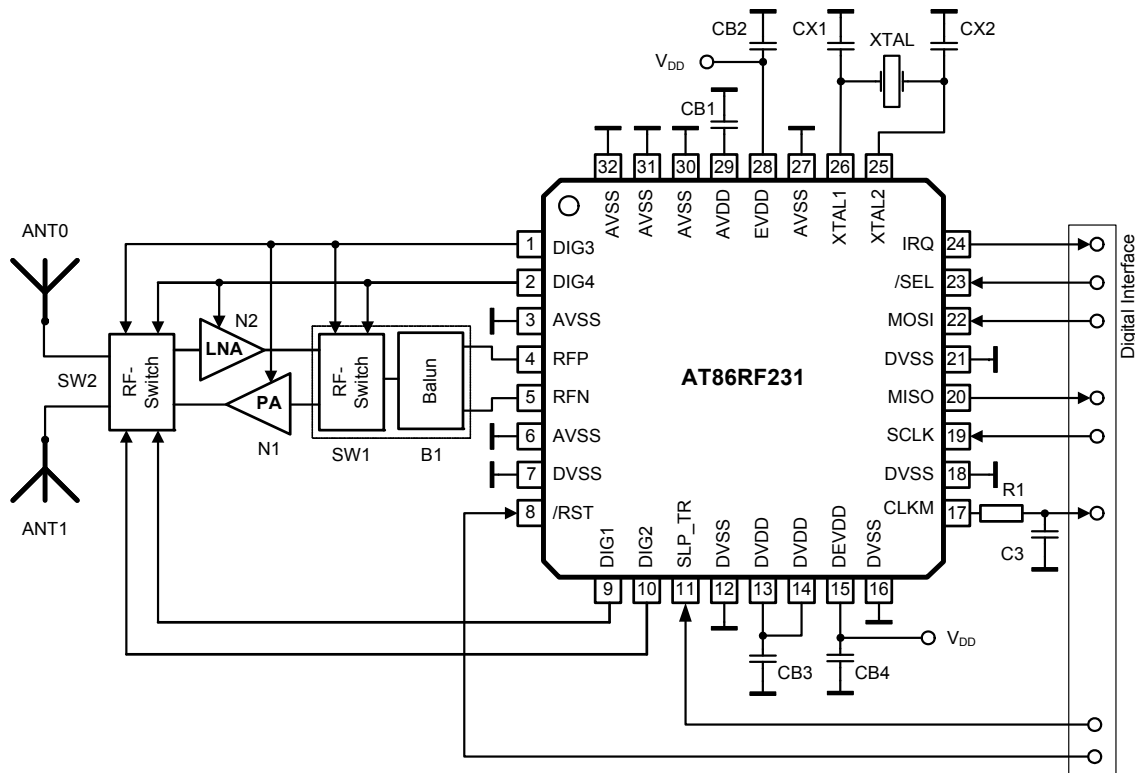 CB2
CX1
XTAL
CX2
VDD
CB1
32
31
30
29
28
27
26
25
AVSS
AVSS
AVSS
AVDD
EVDD
AVSS
XTAL1
XTAL2
ANT0
1
DIG3
IRQ
24
2
DIG4
/SEL
23
N2
3
AVSS
MOSI
22
LNA
4
RFP
DVSS
21
RF-Switch
RF-Switch
Balun
AT86RF231
SW2
PA
5
RFN
MISO
20
6
AVSS
SCLK
19
N1
SW1
B1
7
DVSS
DVSS
18
ANT1
8
/RST
CLKM
17
R1
C3
DIG1
DIG2
SLP_TR
DVSS
DVDD
DVDD
DEVDD
DVSS
9
10
11
12
13
14
15
16
VDD
CB3
CB4
Digital Interface